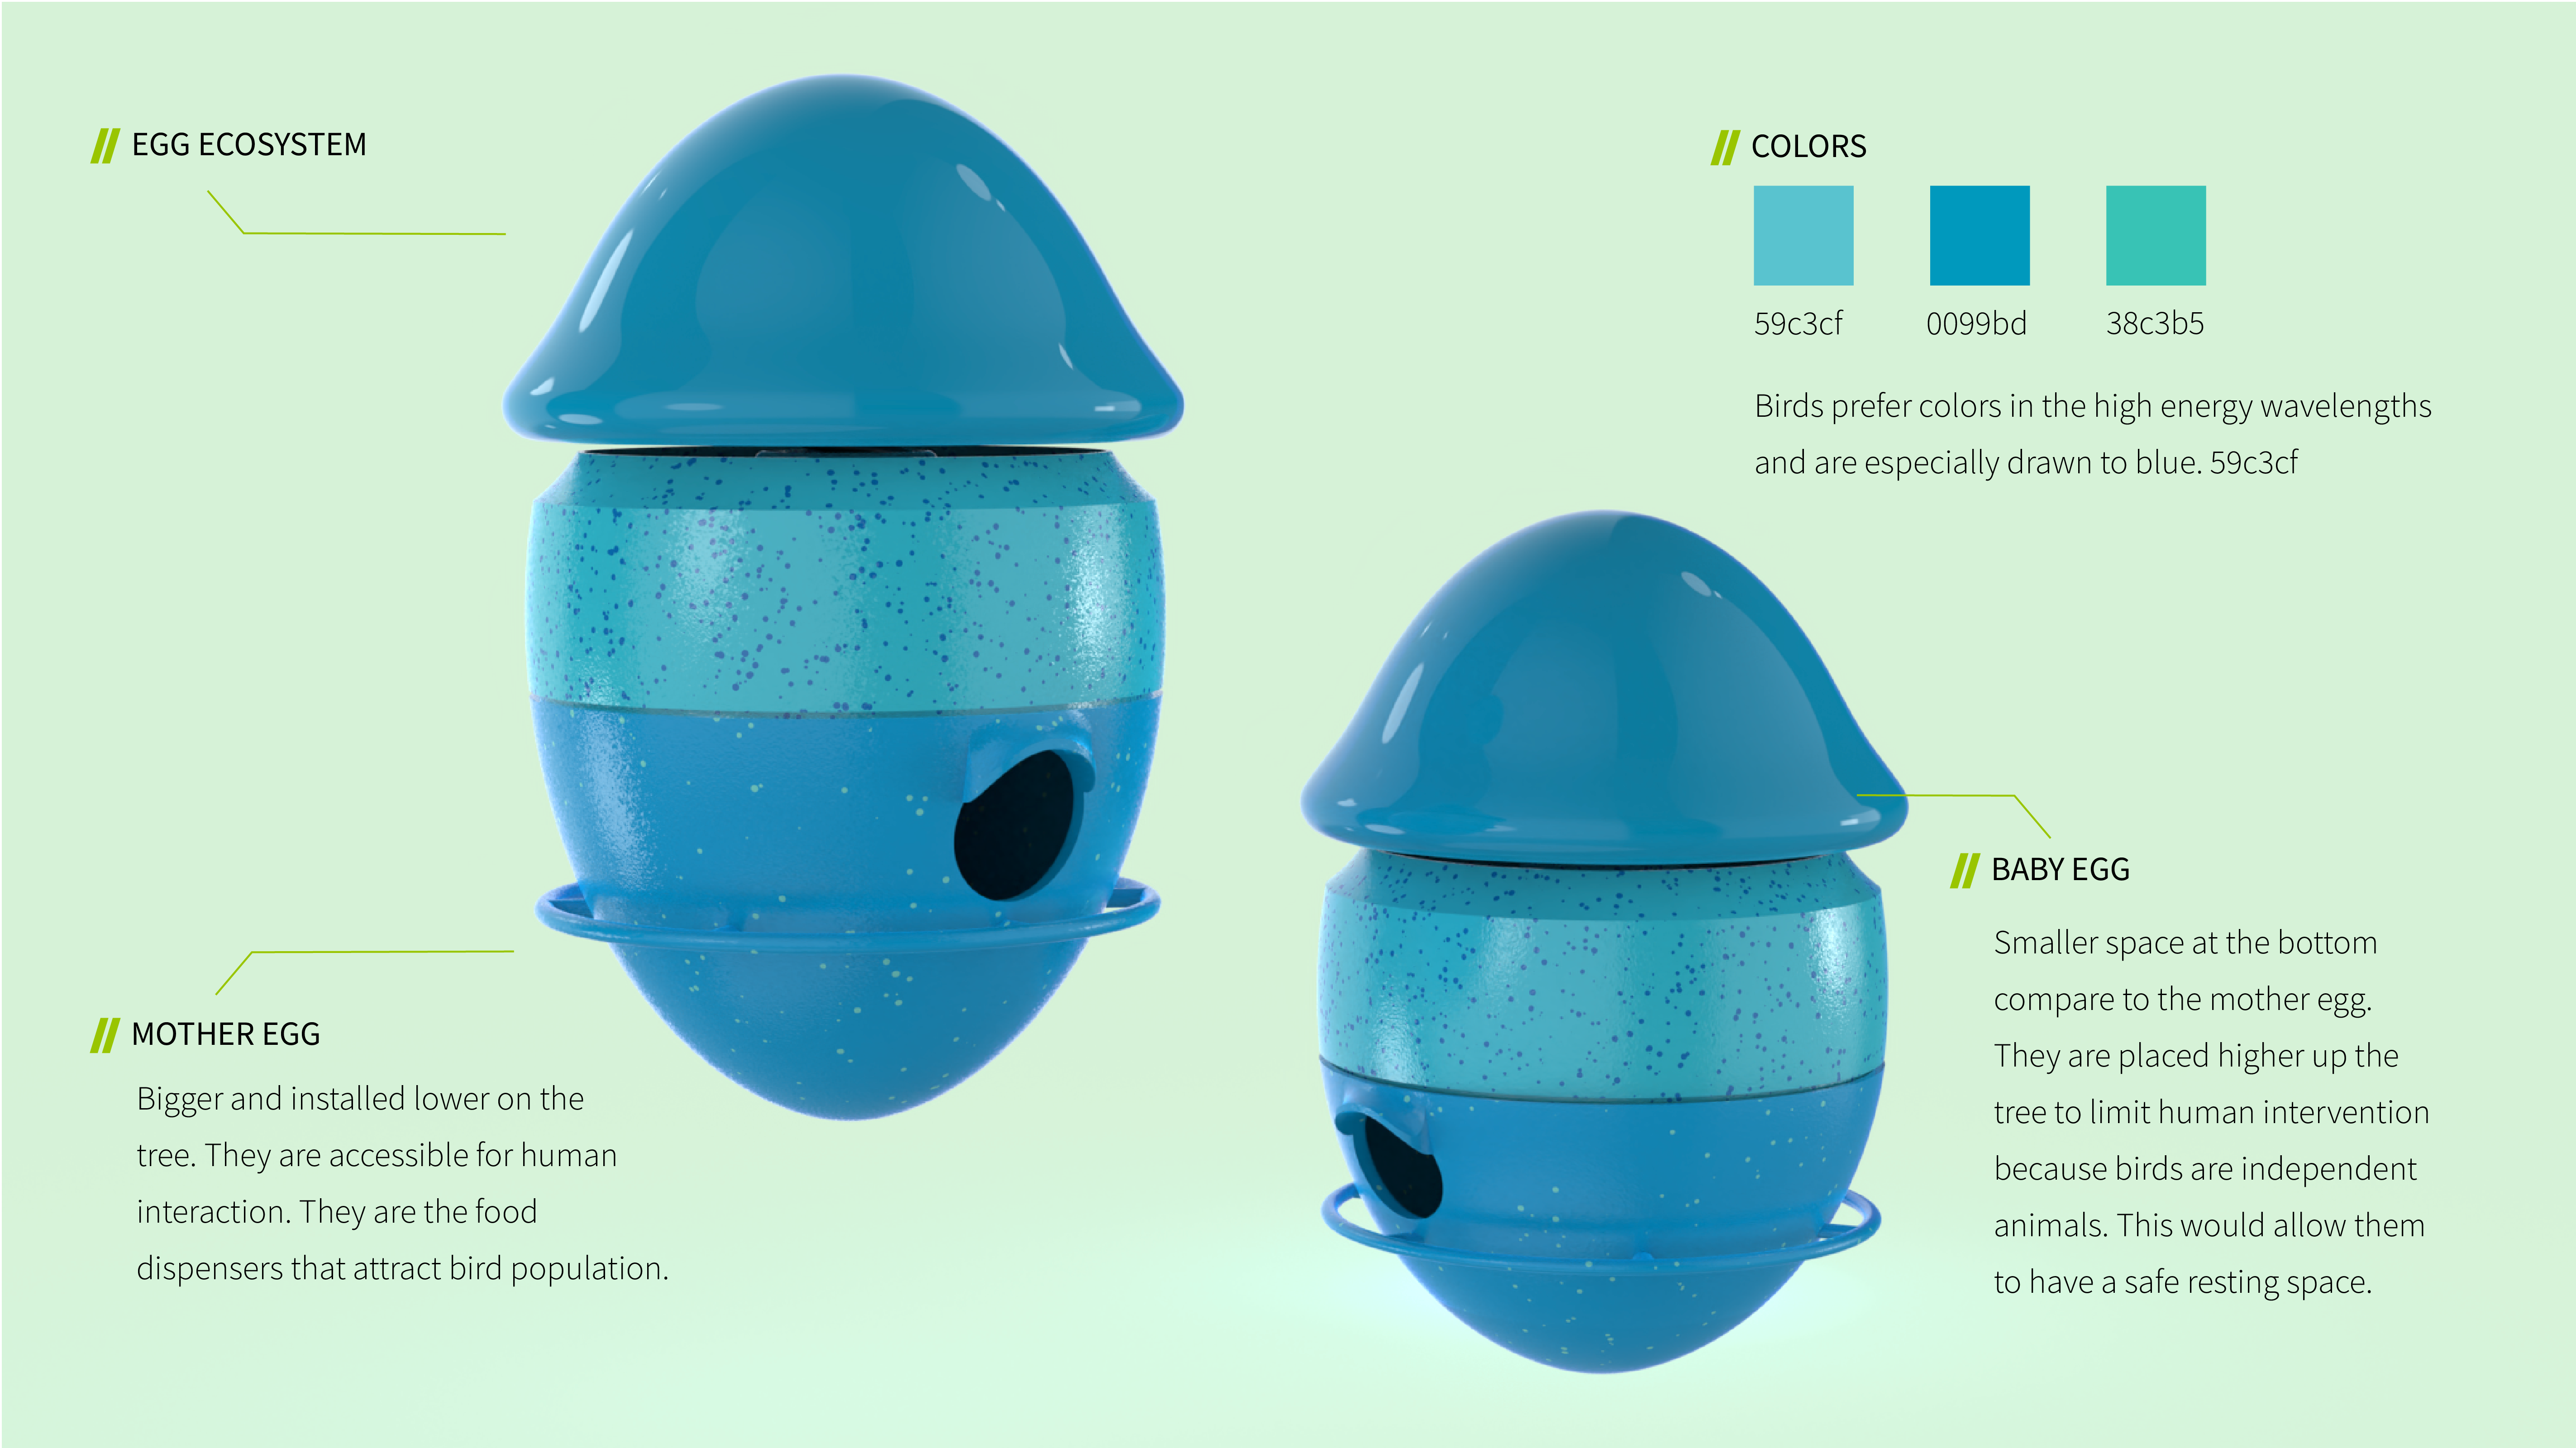 EGG ECOSYSTEM
COLORS
59c3cf 0099bd 38c3b5
Birds prefer colors in the high energy wavelengths
and are especially drawn to blue. 59c3cf
MOTHER EGG
Bigger and installed lower on the
tree. They are accessible for human
interaction. They are the food
dispensers that attract bird population.
BABY EGG
Smaller space at the bottom
compare to the mother egg.
They are placed higher up the
tree to limit human intervention
because birds are independent
animals. This would allow them
to have a safe resting space.